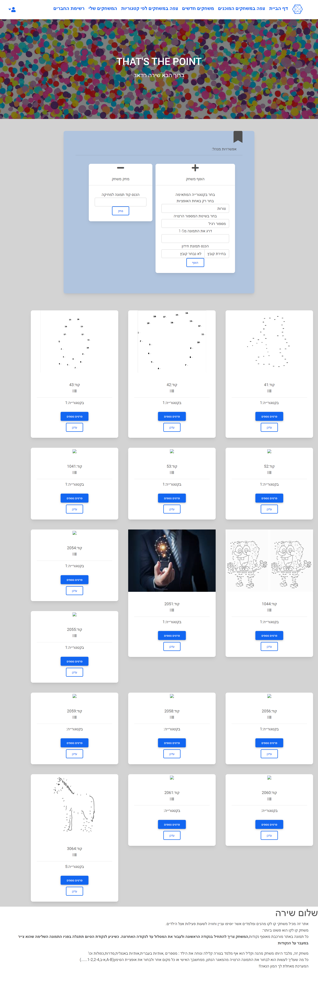 דף הבית צפה במשחקים המוכנים משחקים חדשים צפה במשחקים לפי קטגוריות המשחקים שלי רשימת החברים
THAT'S THE POINT
ברוך הבא שירה חדאד
אפשרויות מנהל:
הוסף משחק
בחר בקטגורייה המתאימה
בחר רק באחת האופציות
צורות
בחר בשיטת המספור הרצויה
מספור רגיל
דרג את התמונה מ1-5
הכנס תמונת חידון
בחירת קובץ לא נבחר קובץ
הוסף
מחק משחק
הכנס קוד תמונה למחיקה
מחק
קוד:41
בקטגורייה:1
פרטים נוספים
עדכן
קוד:42
בקטגורייה:1
פרטים נוספים
עדכן
קוד:43
בקטגורייה:1
פרטים נוספים
עדכן
קוד:52
בקטגורייה:1
פרטים נוספים
עדכן
קוד:53
בקטגורייה:1
פרטים נוספים
עדכן
קוד:1041
בקטגורייה:1
פרטים נוספים
עדכן
קוד:1044
בקטגורייה:1
פרטים נוספים
עדכן
קוד:2051
בקטגורייה:1
פרטים נוספים
עדכן
קוד:2054
בקטגורייה:1
פרטים נוספים
עדכן
קוד:2055
בקטגורייה:1
פרטים נוספים
עדכן
קוד:2056
בקטגורייה:1
פרטים נוספים
עדכן
קוד:2058
בקטגורייה:
פרטים נוספים
עדכן
קוד:2059
בקטגורייה:
פרטים נוספים
עדכן
קוד:2060
בקטגורייה:
פרטים נוספים
עדכן
קוד:2061
בקטגורייה:
פרטים נוספים
עדכן
קוד:3064
בקטגורייה:5
פרטים נוספים
עדכן
שלום שירה
אתר זה מכיל משחקי קו לקו מהנים ומלמדים אשר יוסיפו עניין וחוויה לשעות פעילות אצל הילדים.
משחק קו לקו הוא פשוט ביותר:
כל תמונה באתר מורכבת מאוסף נקודות,המשחק צריך להתחיל בנקודה הראשונה ולעבור את המסלול עד לנקודה האחרונה. כשיגיע לנקודת הסיום תתגלה בפניו התמונה השלימה שהוא צייר
במעבר על הנקודות
משחק זה, מלבד היותו משחק מהנה וקליל הוא אף מלמד בצורה קלילה ונוחה את הילד : מספרים ,אותיות בעברית,אותיות באנגלית,סדרות,כפולות וכו'
כל מה שעליך לעשות הוא לבחור את התמונה הרצויה מהמאגר הנתון, ממחשבך האישי או כל מקום אחר ולבחור את אופציית הסימון(A-B,א-ב,1-2,2-4......)
המערכת מאחלת לך המון הנאה!!